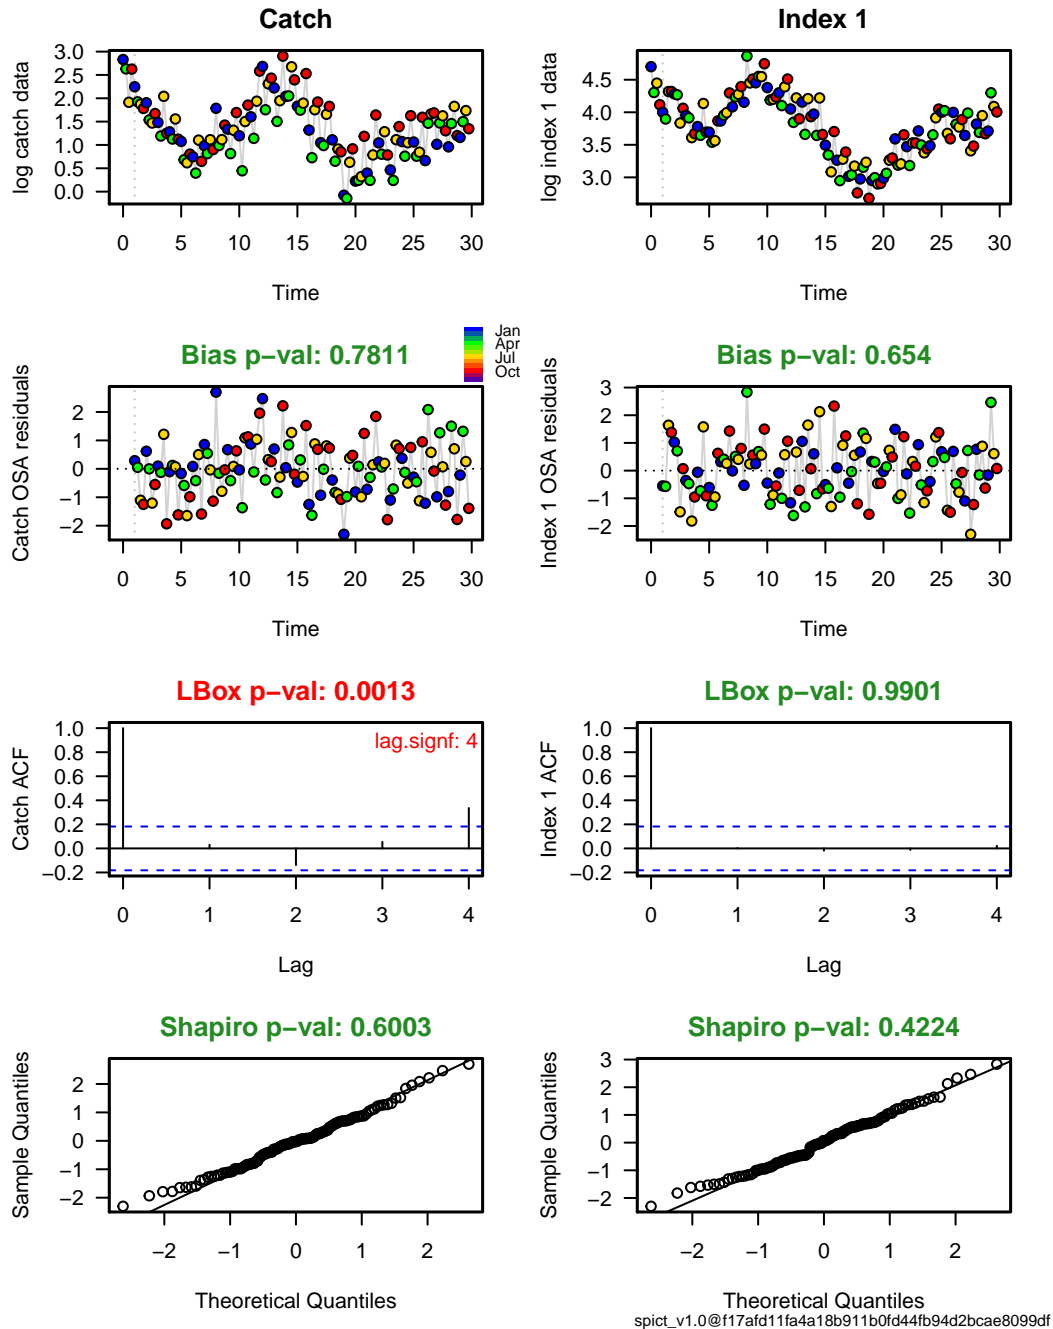 Catch
Index 1
log catch data
3.0
2.5
2.0
1.5
1.0
0.5
0.0
0 5 10 15 20 25 30
Time
log index 1 data
4.5
4.0
3.5
3.0
0 5 10 15 20 25 30
Time
Bias p−val: 0.7811
Jan
Apr
Jul
Oct
Catch OSA residuals
2
1
0
−1
−2
0 5 10 15 20 25 30
Time
Bias p−val: 0.654
Index 1 OSA residuals
3
2
1
0
−1
−2
0 5 10 15 20 25 30
Time
LBox p−val: 0.0013
lag.signf: 4
Catch ACF
1.0
0.8
0.6
0.4
0.2
0.0
−0.2
0 1 2 3 4
Lag
LBox p−val: 0.9901
Index 1 ACF
1.0
0.8
0.6
0.4
0.2
0.0
−0.2
0 1 2 3 4
Lag
Shapiro p−val: 0.6003
Sample Quantiles
2
1
0
−1
−2
−2 −1 0 1 2
Theoretical Quantiles
Shapiro p−val: 0.4224
Sample Quantiles
3
2
1
0
−1
−2
−2 −1 0 1 2
Theoretical Quantiles
spict_v1.0@f17afd11fa4a18b911b0fd44fb94d2bcae8099df